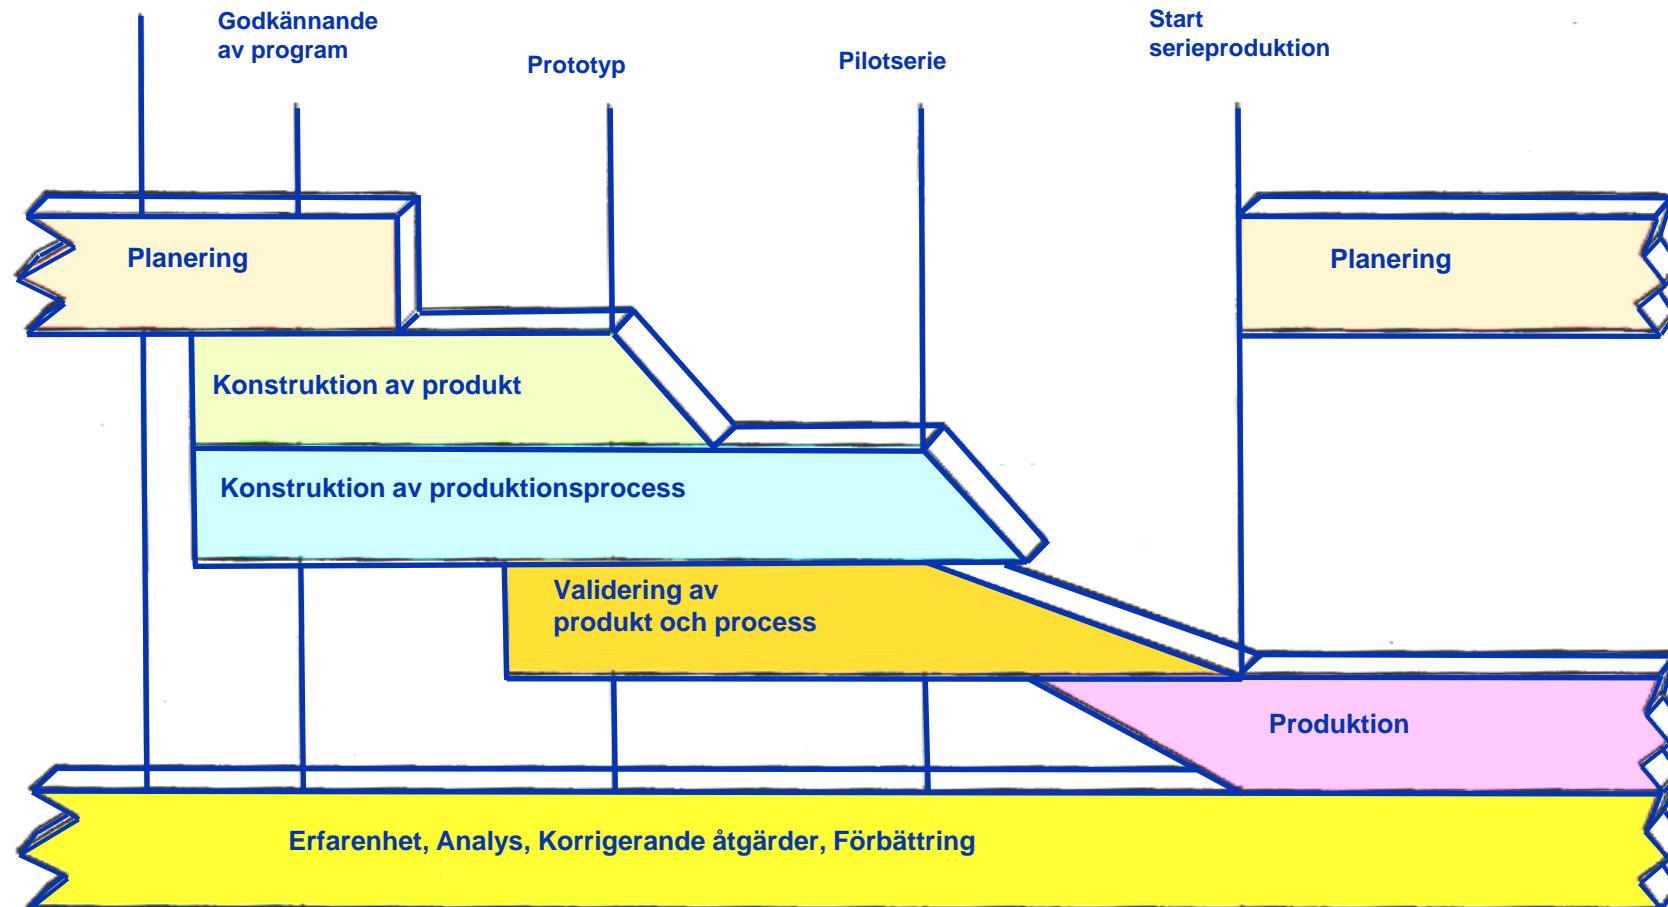 Godkännande
av program
Prototyp
Pilotserie
Start
serieproduktion
Planering
Planering
Konstruktion av produkt
Konstruktion av produktionsprocess
Validering av
produkt och process
Produktion
Erfarenhet, Analys, Korrigerande åtgärder, Förbättring